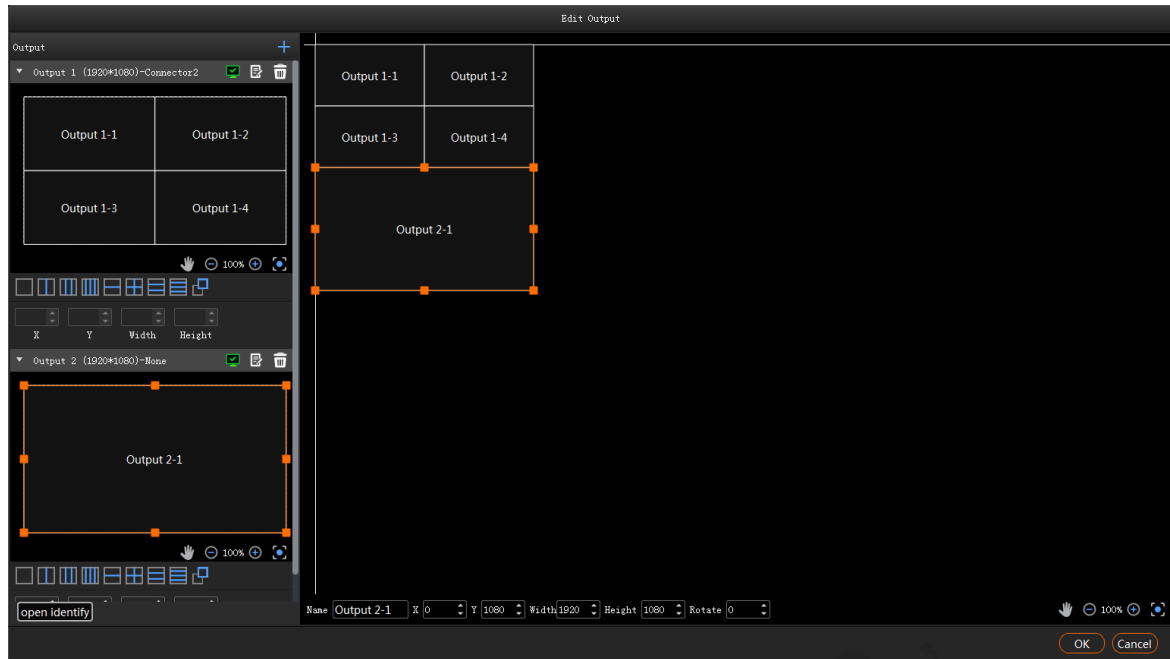 Edit Output
Output
Output 1 (1920*1080)-Connector2
Output 1-1 Output 1-2
Output 1-3 Output 1-4
100%
X Y Width Height
Output 2 (1920*1080)-None
Output 2-1
100%
open identify
Output 1-1 Output 1-2
Output 1-3 Output 1-4
Output 2-1
Name Output 2-1 X 0 Y 1080 Width 1920 Height 1080 Rotate 0
100%
OK Cancel